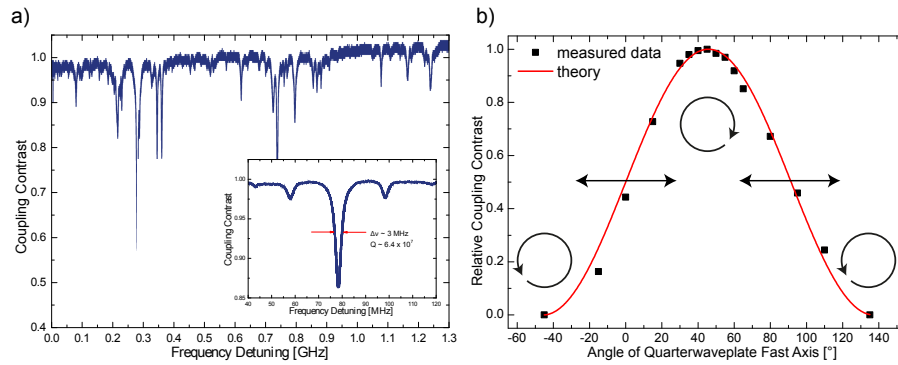 a)
Coupling Contrast
1.0
0.9
0.8
0.7
0.6
0.5
0.4
0.0 0.1 0.2 0.3 0.4 0.5 0.6 0.7 0.8 0.9 1.0 1.1 1.2 1.3
Frequency Detuning [GHz]
Coupling Contrast
1.00
0.95
0.90
0.85
40 50 60 70 80 90 100 110 120
Frequency Detuning [MHz]
Δν ~ 3 MHz
Q ~ 6.4 x 10⁷
b)
Relative Coupling Contrast
1.0
0.8
0.6
0.4
0.2
0.0
measured data
theory
-60 -40 -20 0 20 40 60 80 100 120 140
Angle of Quarterwaveplate Fast Axis [°]